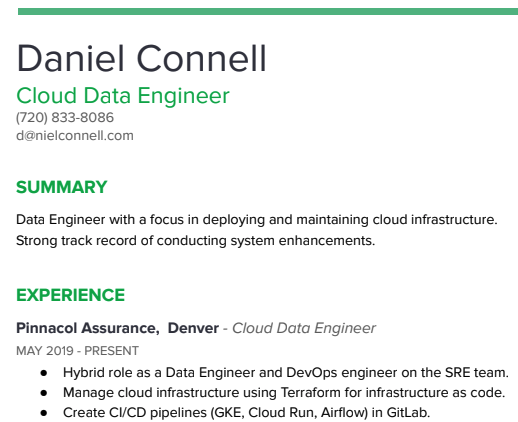 Daniel Connell
Cloud Data Engineer
(720) 833-8086
d@nielconnell.com
SUMMARY
Data Engineer with a focus in deploying and maintaining cloud infrastructure.
Strong track record of conducting system enhancements.
EXPERIENCE
Pinnacol Assurance,  Denver - Cloud Data Engineer
MAY 2019 - PRESENT
● Hybrid role as a Data Engineer and DevOps engineer on the SRE team.
● Manage cloud infrastructure using Terraform for infrastructure as code.
● Create CI/CD pipelines (GKE, Cloud Run, Airflow) in GitLab.